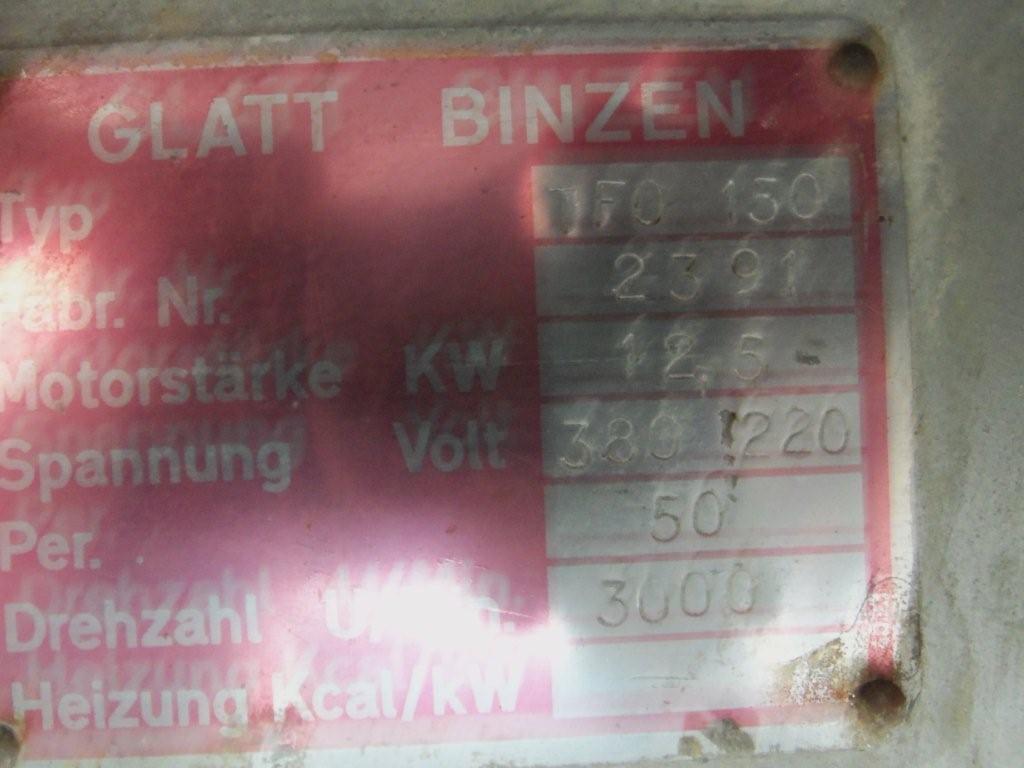 GLATT BINZEN
Typ TFO 150
Fabr. Nr. 2391
Motorstärke KW 12,5
Spannung Volt 380 220
Per. 50
Drehzahl 3000
Heizung Kcal/kW